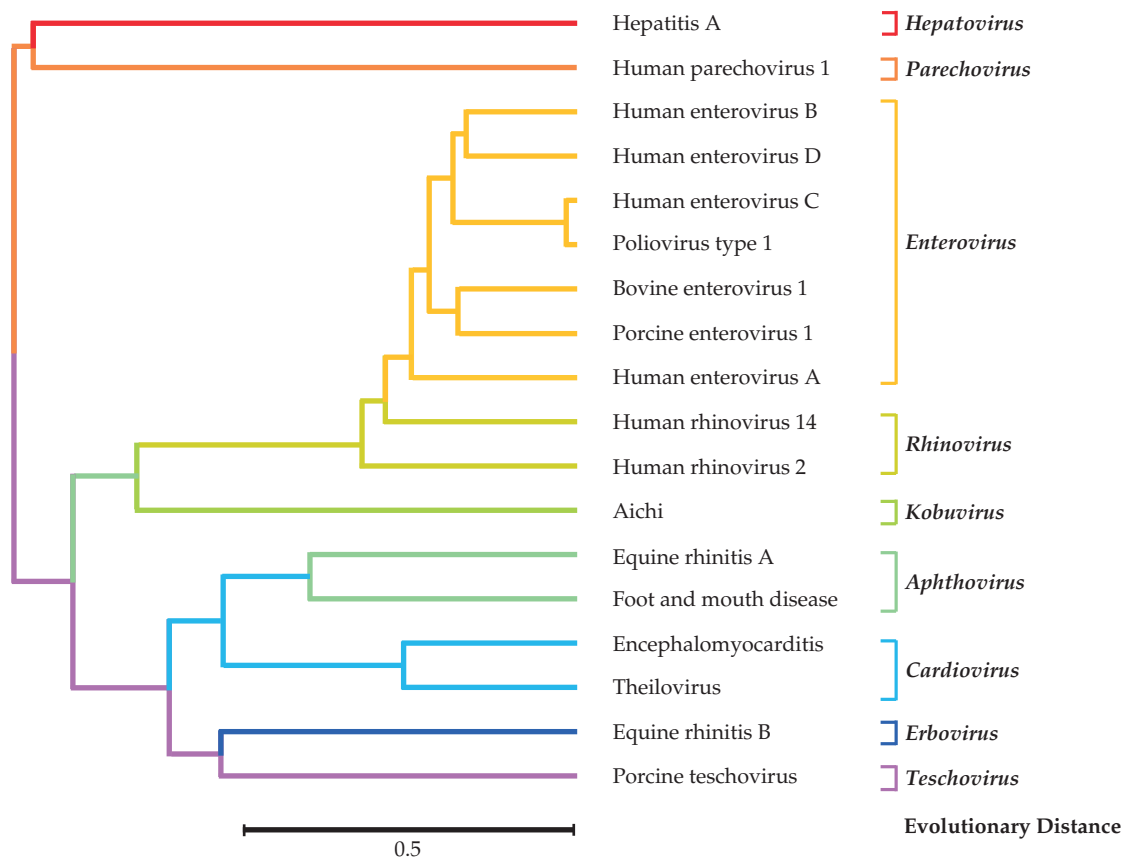 Hepatitis A Hepatovirus
Human parechovirus 1 Parechovirus
Human enterovirus B
Human enterovirus D
Human enterovirus C
Poliovirus type 1 Enterovirus
Bovine enterovirus 1
Porcine enterovirus 1
Human enterovirus A
Human rhinovirus 14
Rhinovirus
Human rhinovirus 2
Aichi Kobuvirus
Equine rhinitis A
Aphthovirus
Foot and mouth disease
Encephalomyocarditis
Cardiovirus
Theilovirus
Equine rhinitis B Erbovirus
Porcine teschovirus Teschovirus
Evolutionary Distance
0.5